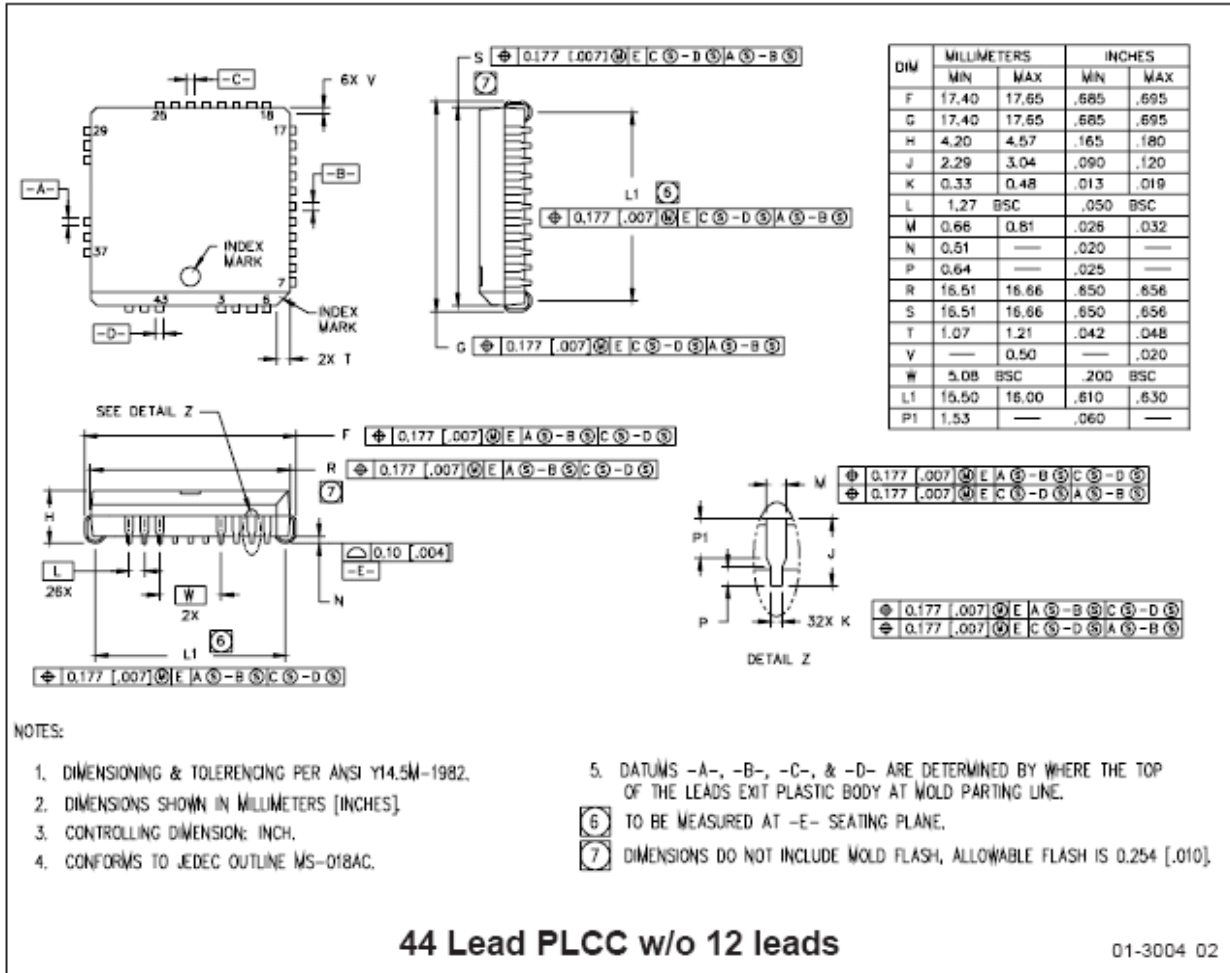 -C-
6X V
25
18
29
17
-A-
-B-
37
INDEX
MARK
7
43
3
6
-D-
INDEX
MARK
2X T
S ⌖ 0.177 [.007] Ⓜ E C Ⓢ-D Ⓢ A Ⓢ-B Ⓢ
7
L1 6
⌖ 0.177 [.007] Ⓜ E C Ⓢ-D Ⓢ A Ⓢ-B Ⓢ
G ⌖ 0.177 [.007] Ⓜ E C Ⓢ-D Ⓢ A Ⓢ-B Ⓢ
DIM MILLIMETERS INCHES
MIN MAX MIN MAX
F 17.40 17.65 .685 .695
G 17.40 17.65 .685 .695
H 4.20 4.57 .165 .180
J 2.29 3.04 .090 .120
K 0.33 0.48 .013 .019
L 1.27 BSC .050 BSC
M 0.66 0.81 .026 .032
N 0.51 — .020 —
P 0.64 — .025 —
R 16.51 16.66 .650 .656
S 16.51 16.66 .650 .656
T 1.07 1.21 .042 .048
V — 0.50 — .020
W 5.08 BSC .200 BSC
L1 15.50 16.00 .610 .630
P1 1.53 — .060 —
SEE DETAIL Z
F ⌖ 0.177 [.007] Ⓜ E A Ⓢ-B Ⓢ C Ⓢ-D Ⓢ
R ⌖ 0.177 [.007] Ⓜ E A Ⓢ-B Ⓢ C Ⓢ-D Ⓢ
7
H
⌓ 0.10 [.004]
-E-
L
26X
W
2X
N
L1 6
⌖ 0.177 [.007] Ⓜ E A Ⓢ-B Ⓢ C Ⓢ-D Ⓢ
M ⌖ 0.177 [.007] Ⓜ E A Ⓢ-B Ⓢ C Ⓢ-D Ⓢ
⌖ 0.177 [.007] Ⓜ E C Ⓢ-D Ⓢ A Ⓢ-B Ⓢ
P1
J
P
32X K
⌖ 0.177 [.007] Ⓜ E A Ⓢ-B Ⓢ C Ⓢ-D Ⓢ
⌖ 0.177 [.007] Ⓜ E C Ⓢ-D Ⓢ A Ⓢ-B Ⓢ
DETAIL Z
NOTES:
1. DIMENSIONING & TOLERENCING PER ANSI Y14.5M-1982.
2. DIMENSIONS SHOWN IN MILLIMETERS [INCHES].
3. CONTROLLING DIMENSION: INCH.
4. CONFORMS TO JEDEC OUTLINE MS-018AC.
5. DATUMS -A-, -B-, -C-, & -D- ARE DETERMINED BY WHERE THE TOP
OF THE LEADS EXIT PLASTIC BODY AT MOLD PARTING LINE.
6 TO BE MEASURED AT -E- SEATING PLANE.
7 DIMENSIONS DO NOT INCLUDE MOLD FLASH, ALLOWABLE FLASH IS 0.254 [.010].
44 Lead PLCC w/o 12 leads
01-3004 02